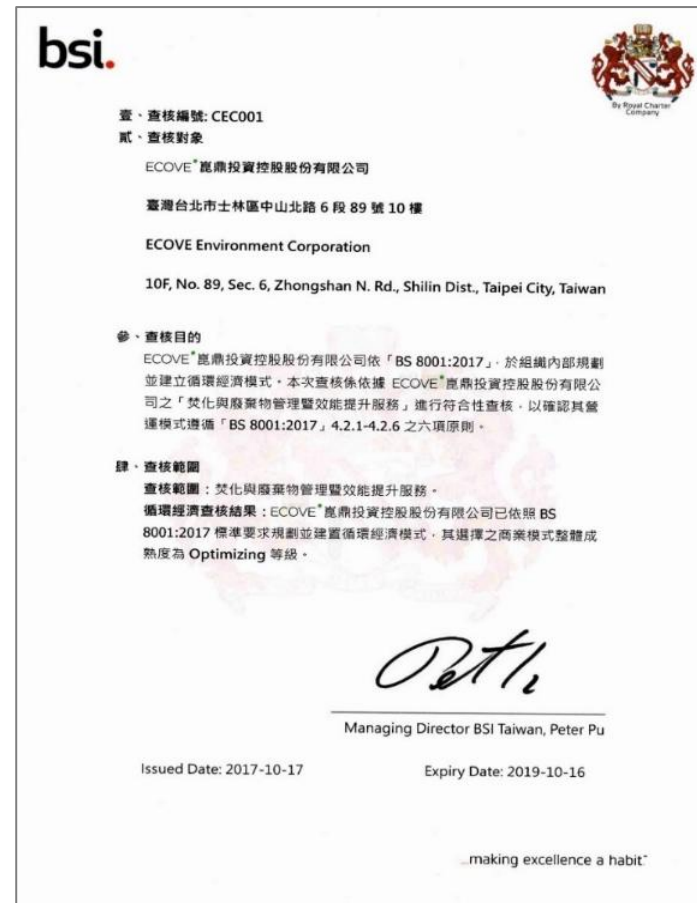 bsi.
By Royal Charter
Company
壹、查核編號: CEC001
貳、查核對象
ECOVE 崑鼎投資控股股份有限公司
臺灣台北市士林區中山北路 6 段 89 號 10 樓
ECOVE Environment Corporation
10F, No. 89, Sec. 6, Zhongshan N. Rd., Shilin Dist., Taipei City, Taiwan
參、查核目的
ECOVE 崑鼎投資控股股份有限公司依「BS 8001:2017」，於組織內部規劃
並建立循環經濟模式。本次查核係依據 ECOVE 崑鼎投資控股股份有限公
司之「焚化與廢棄物管理暨效能提升服務」進行符合性查核，以確認其營
運模式遵循「BS 8001:2017」4.2.1-4.2.6 之六項原則。
肆、查核範圍
查核範圍：焚化與廢棄物管理暨效能提升服務。
循環經濟查核結果：ECOVE 崑鼎投資控股股份有限公司已依照 BS
8001:2017 標準要求規劃並建置循環經濟模式，其選擇之商業模式整體成
熟度為 Optimizing 等級。
Managing Director BSI Taiwan, Peter Pu
Issued Date: 2017-10-17
Expiry Date: 2019-10-16
...making excellence a habit.™